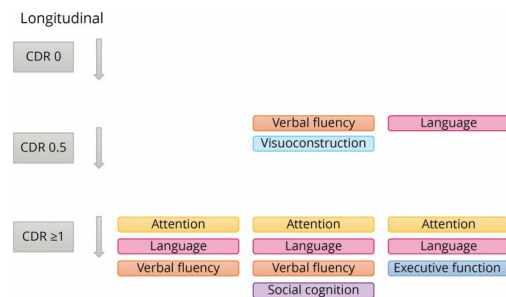 Longitudinal
CDR 0
Verbal fluency Language
CDR 0.5 Visuoconstruction
Attention Attention Attention
CDR ≥1 Language Language Language
Verbal fluency Verbal fluency Executive function
Social cognition